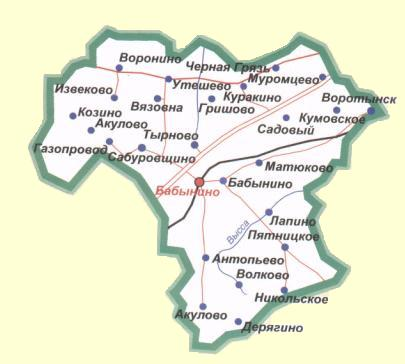 Воронино
Черная Грязь
Муромцево
Утешево
Извеково
Вязовна
Куракино
Гришово
Воротынск
Козино
Кумовское
Акулово
Садовый
Тырново
Газопровод
Сабуровщино
Матюково
Бабынино
Бабынино
Лапино
Высса
Пятницкое
Антопьево
Волково
Никольское
Акулово
Дерягино